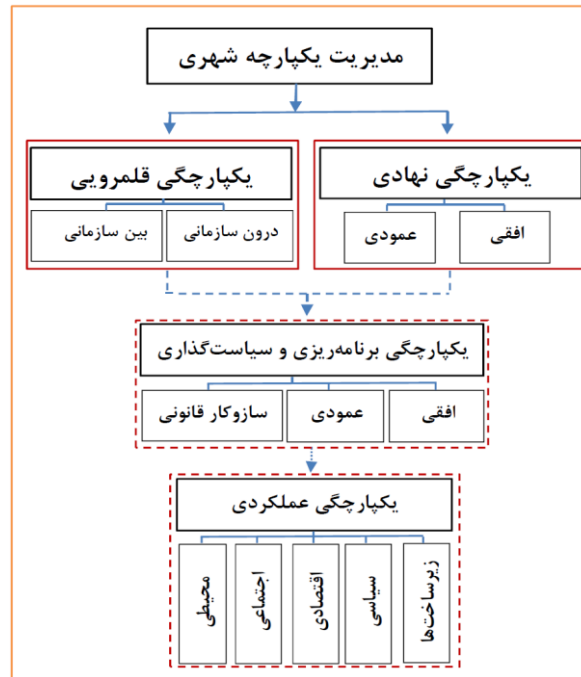 مدیریت یکپارچه شهری
یکپارچگی نهادی
افقی
عمودی
یکپارچگی قلمرویی
درون سازمانی
بین سازمانی
یکپارچگی برنامه‌ریزی و سیاست‌گذاری
افقی
عمودی
سازوکار قانونی
یکپارچگی عملکردی
زیرساخت‌ها
سیاسی
اقتصادی
اجتماعی
محیطی